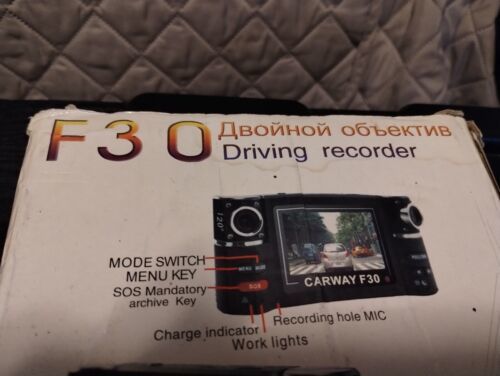 F30 Двойной объектив
Driving recorder
120°
MODE SWITCH
MENU KEY
SOS Mandatory
archive Key
MENU
SOS
CARWAY F30
Charge indicator
Recording hole MIC
Work lights